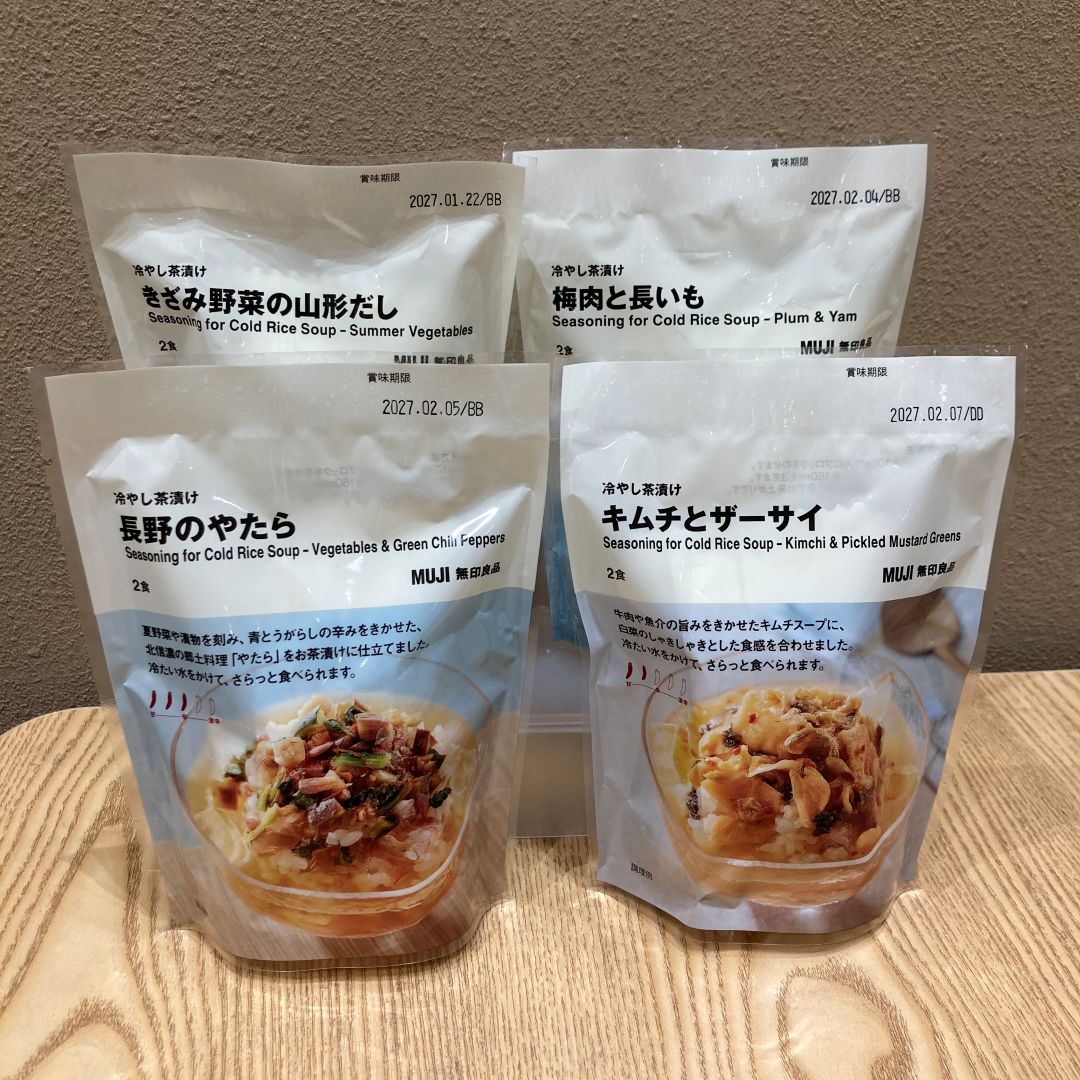 賞味期限
2027.01.22/BB
冷やし茶漬け
きざみ野菜の山形だし
Seasoning for Cold Rice Soup – Summer Vegetables
2食
MUJI 無印良品
賞味期限
2027.02.04/BB
冷やし茶漬け
梅肉と長いも
Seasoning for Cold Rice Soup – Plum & Yam
2食
MUJI 無印良品
賞味期限
2027.02.05/BB
冷やし茶漬け
長野のやたら
Seasoning for Cold Rice Soup – Vegetables & Green Chili Peppers
2食
MUJI 無印良品
夏野菜や漬物を刻み、青とうがらしの辛みをきかせた、
北信濃の郷土料理「やたら」をお茶漬けに仕立てました。
冷たい水をかけて、さらっと食べられます。
賞味期限
2027.02.07/DD
冷やし茶漬け
キムチとザーサイ
Seasoning for Cold Rice Soup – Kimchi & Pickled Mustard Greens
2食
MUJI 無印良品
牛肉や魚介の旨みをきかせたキムチスープに、
白菜のしゃきしゃきとした食感を合わせました。
冷たい水をかけて、さらっと食べられます。
調理例